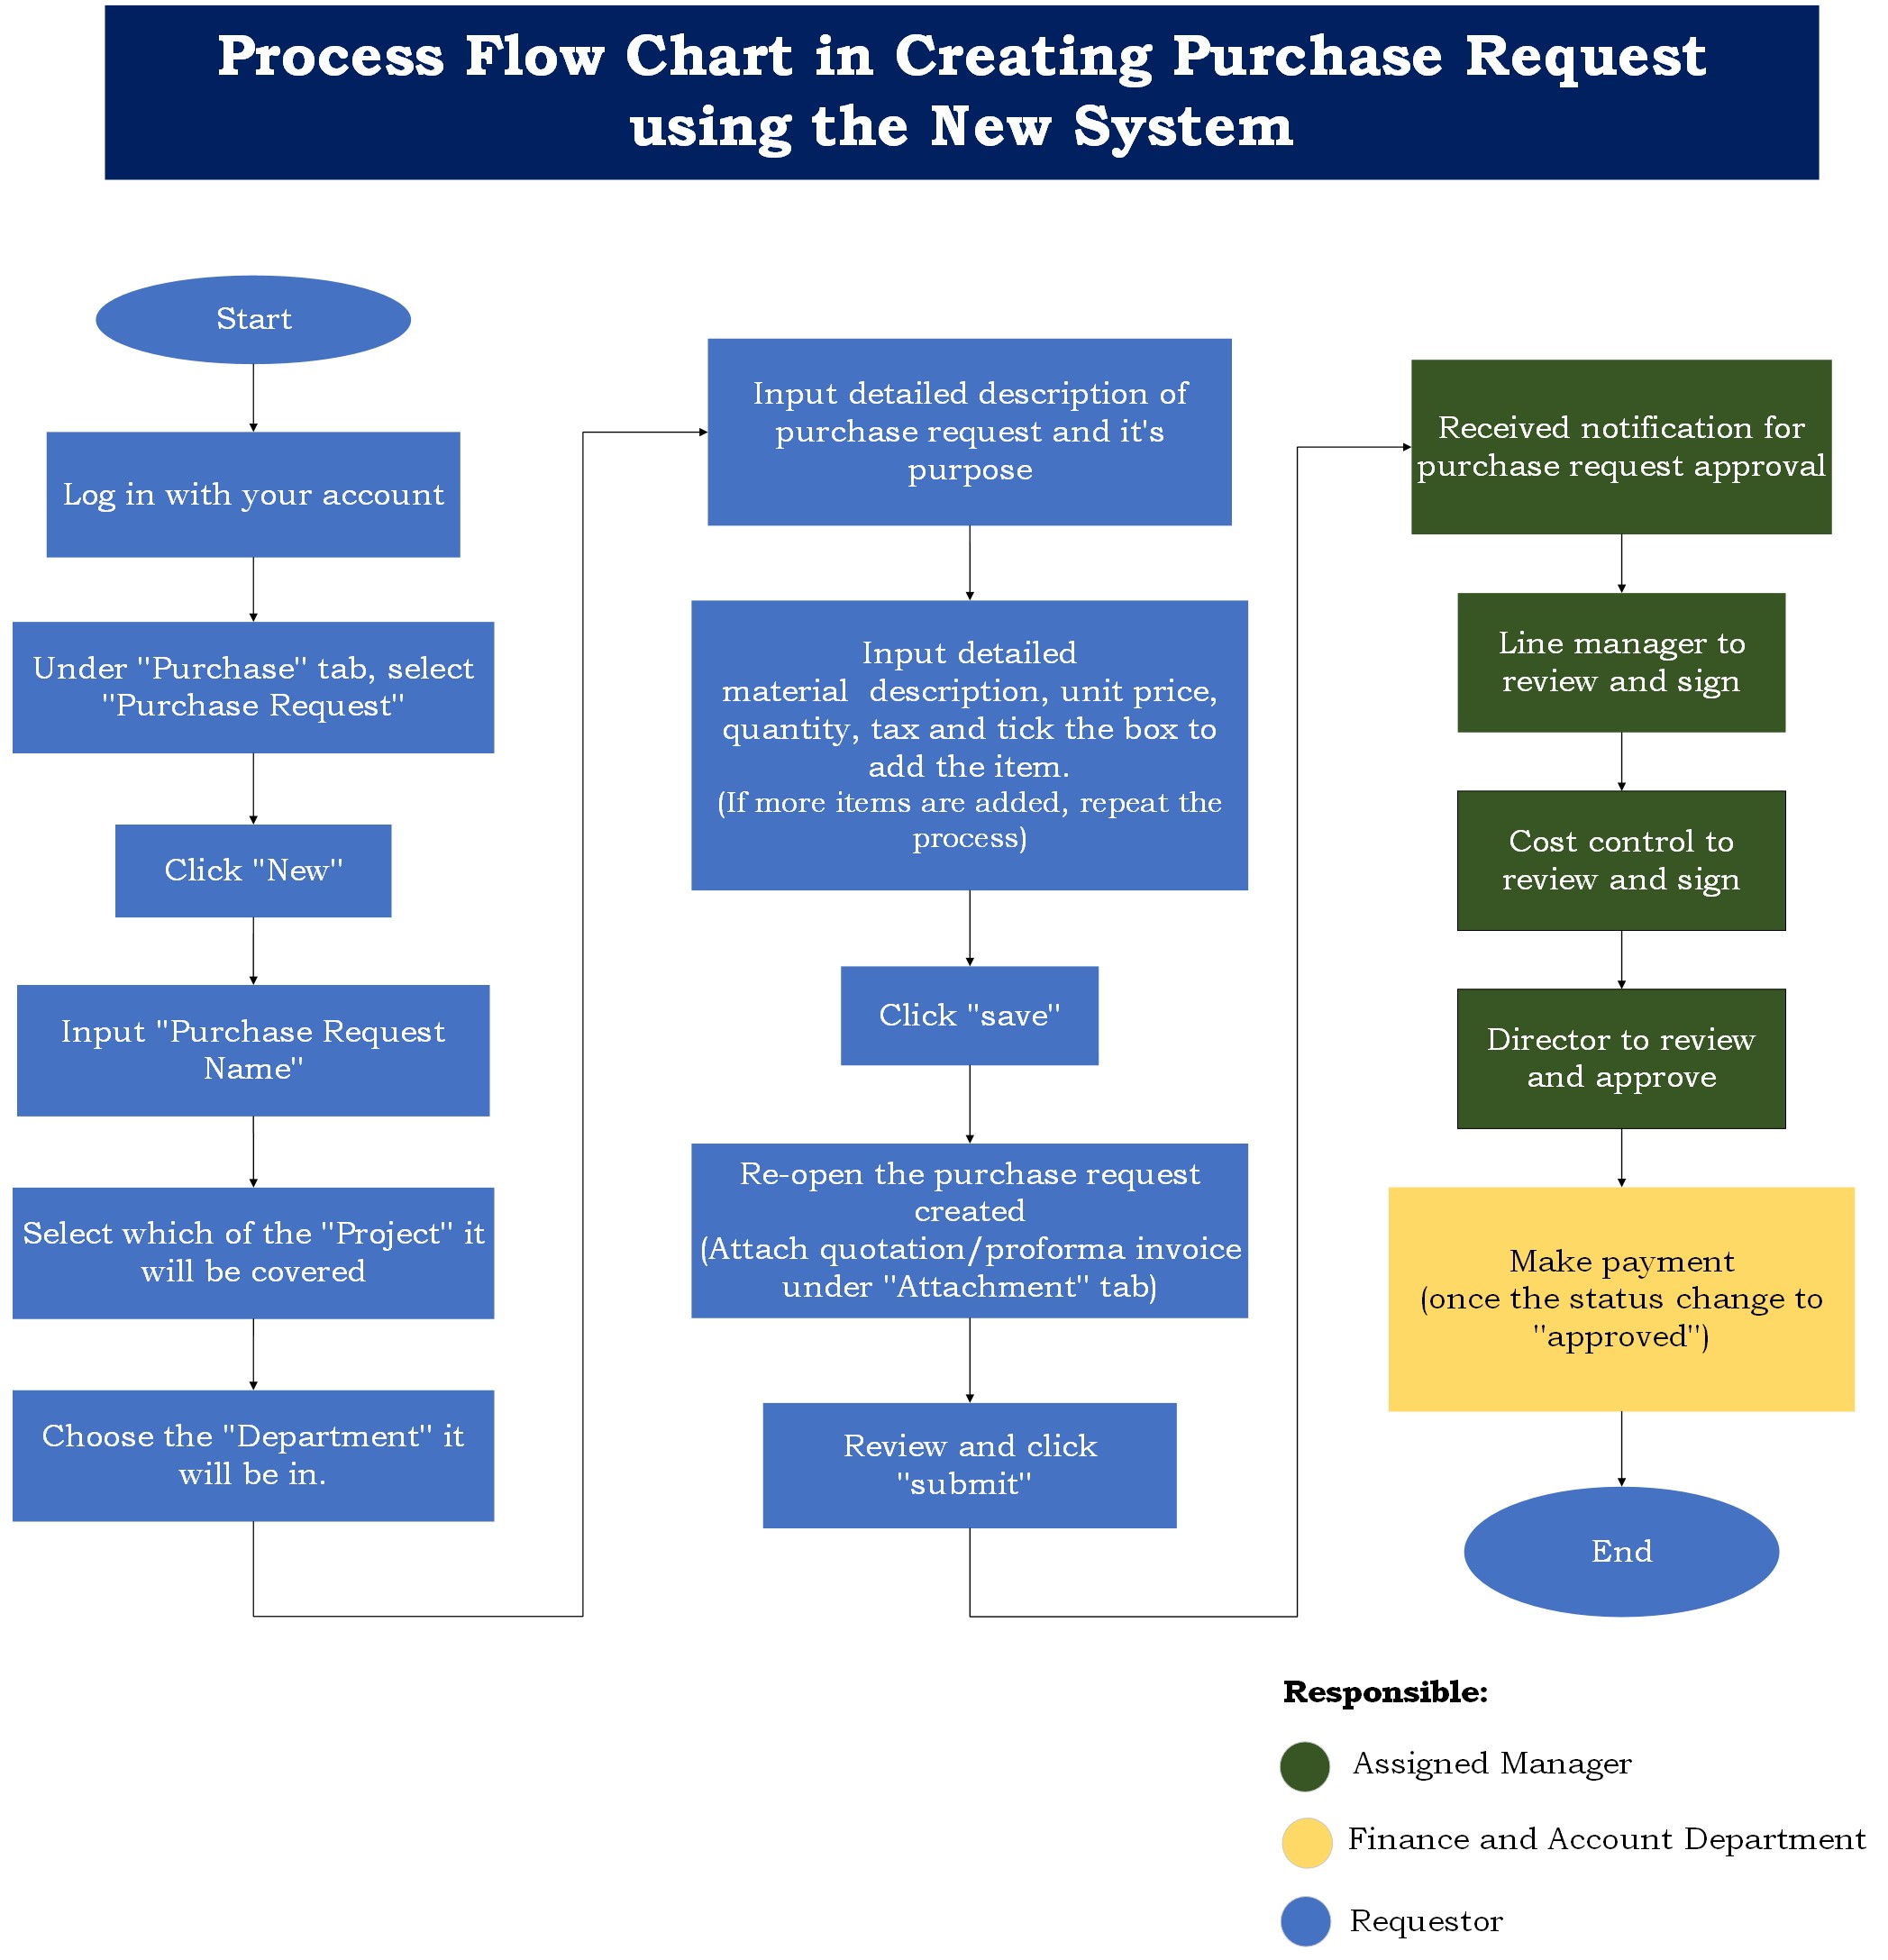 Process Flow Chart in Creating Purchase Request
using the New System
Start
Log in with your account
Under "Purchase" tab, select
"Purchase Request"
Click "New"
Input "Purchase Request
Name"
Select which of the "Project" it
will be covered
Choose the "Department" it
will be in.
Input detailed description of
purchase request and it's
purpose
Input detailed
material  description, unit price,
quantity, tax and tick the box to
add the item.
(If more items are added, repeat the
process)
Click "save"
Re-open the purchase request
created
(Attach quotation/proforma invoice
under "Attachment" tab)
Review and click
"submit"
Received notification for
purchase request approval
Line manager to
review and sign
Cost control to
review and sign
Director to review
and approve
Make payment
(once the status change to
"approved")
End
Responsible:
Assigned Manager
Finance and Account Department
Requestor